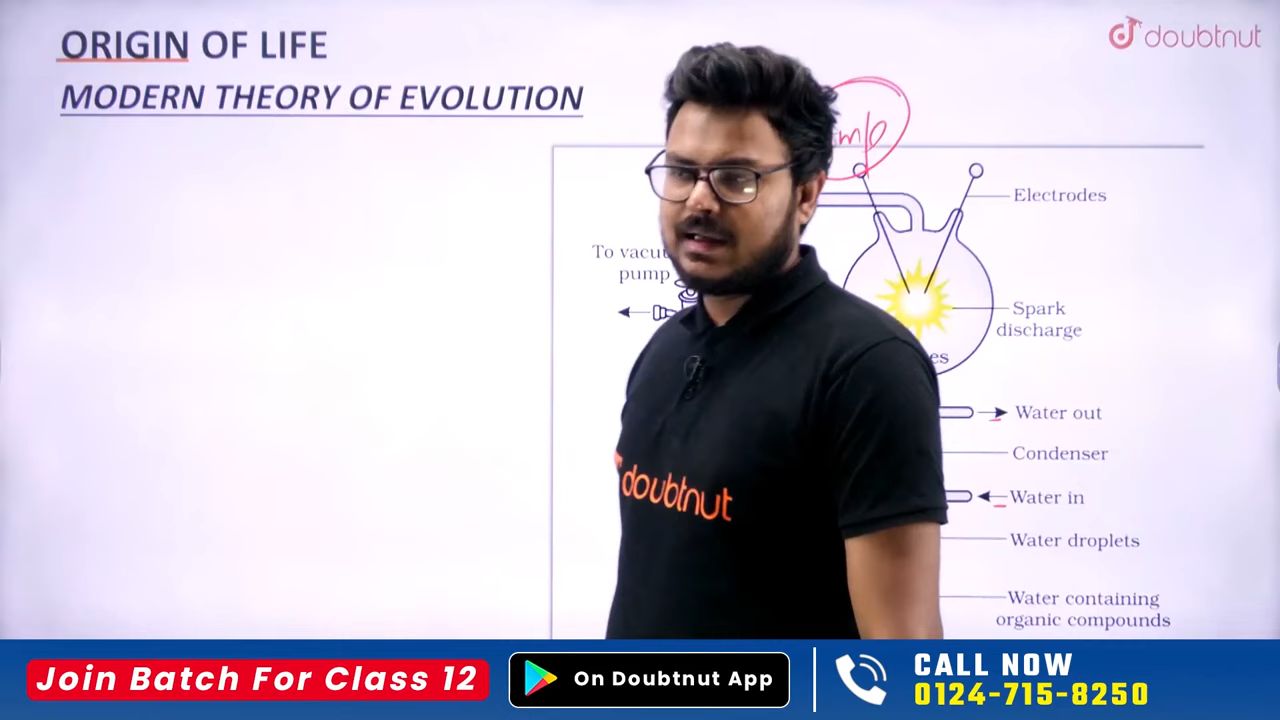 ORIGIN OF LIFE
doubtnut
MODERN THEORY OF EVOLUTION
Electrodes
To
pump
Spark
discharge
Water out
Condenser
Water in
doubtnut
Water droplets
Water containing
organic compounds
Join Batch For Class 12
On Doubtnut App
CALL NOW
0124-715-8250